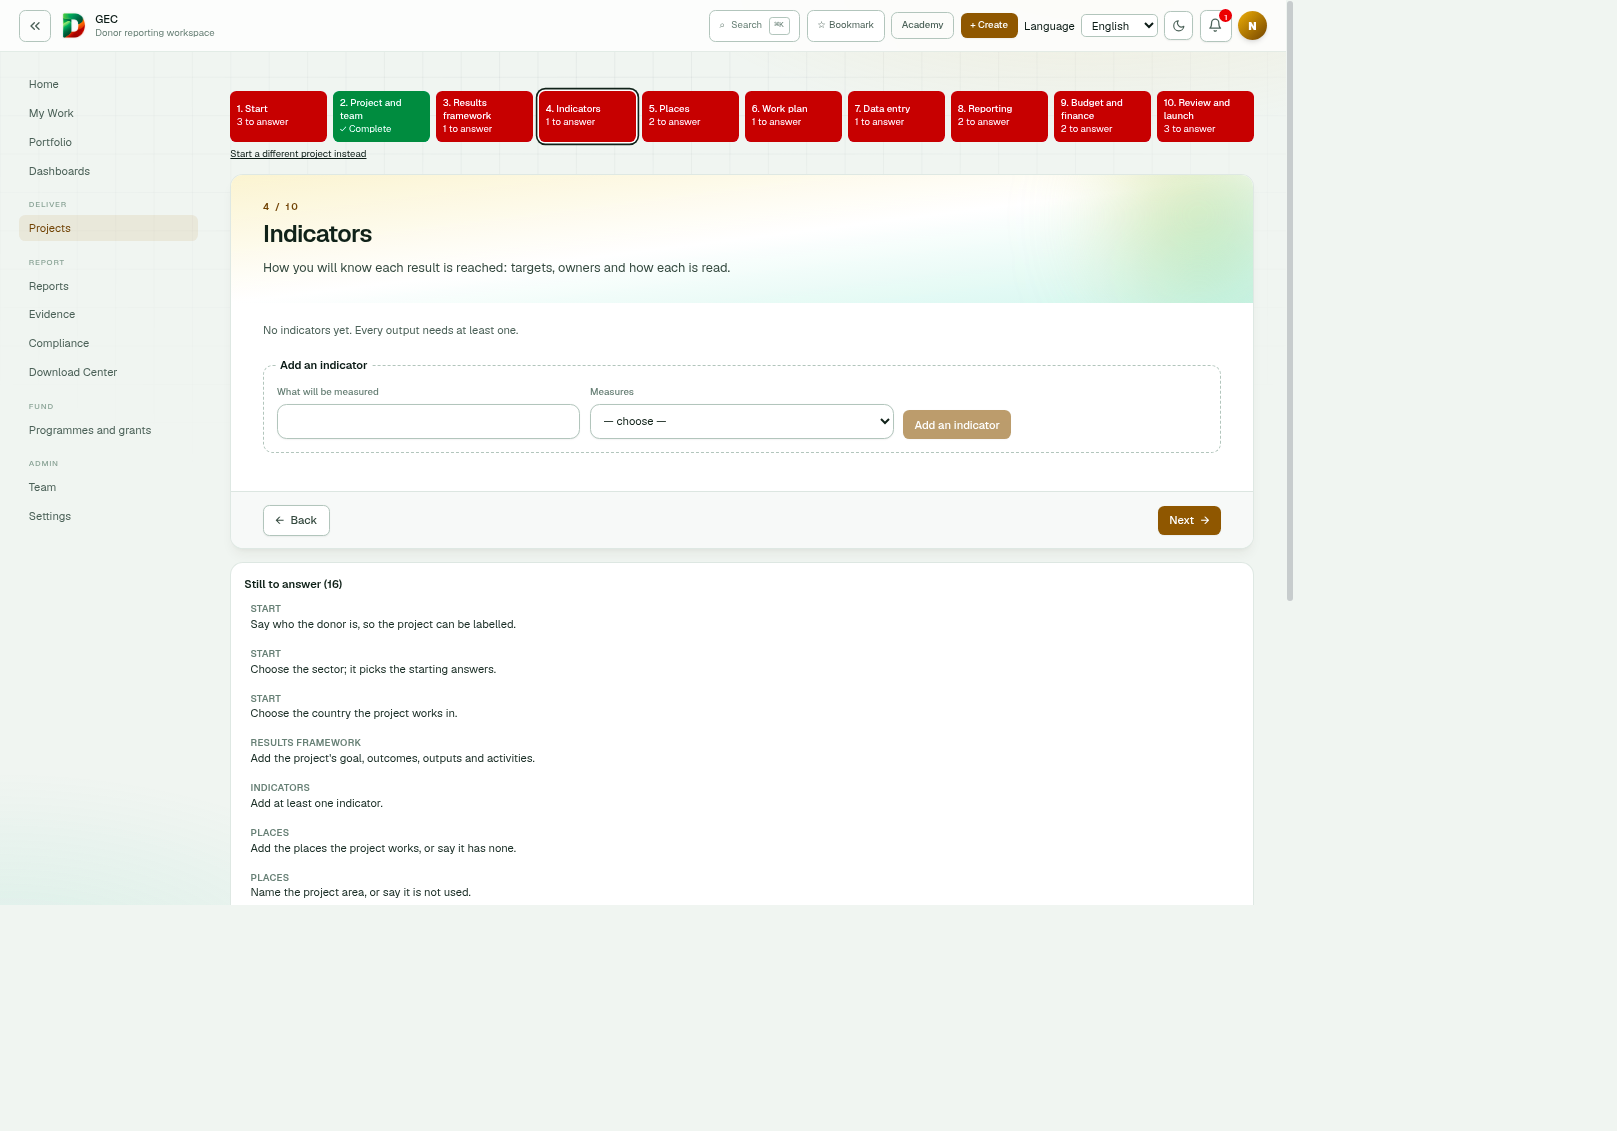 GEC
Donor reporting workspace
Search ⌘K
☆ Bookmark
Academy
+ Create
Language
English
1
N
Home
My Work
Portfolio
Dashboards
DELIVER
Projects
REPORT
Reports
Evidence
Compliance
Download Center
FUND
Programmes and grants
ADMIN
Team
Settings
1. Start
3 to answer
2. Project and
team
✓ Complete
3. Results
framework
1 to answer
4. Indicators
1 to answer
5. Places
2 to answer
6. Work plan
1 to answer
7. Data entry
1 to answer
8. Reporting
2 to answer
9. Budget and
finance
2 to answer
10. Review and
launch
3 to answer
Start a different project instead
4 / 10
Indicators
How you will know each result is reached: targets, owners and how each is read.
No indicators yet. Every output needs at least one.
Add an indicator
What will be measured
Measures
— choose —
Add an indicator
← Back
Next →
Still to answer (16)
START
Say who the donor is, so the project can be labelled.
START
Choose the sector; it picks the starting answers.
START
Choose the country the project works in.
RESULTS FRAMEWORK
Add the project's goal, outcomes, outputs and activities.
INDICATORS
Add at least one indicator.
PLACES
Add the places the project works, or say it has none.
PLACES
Name the project area, or say it is not used.